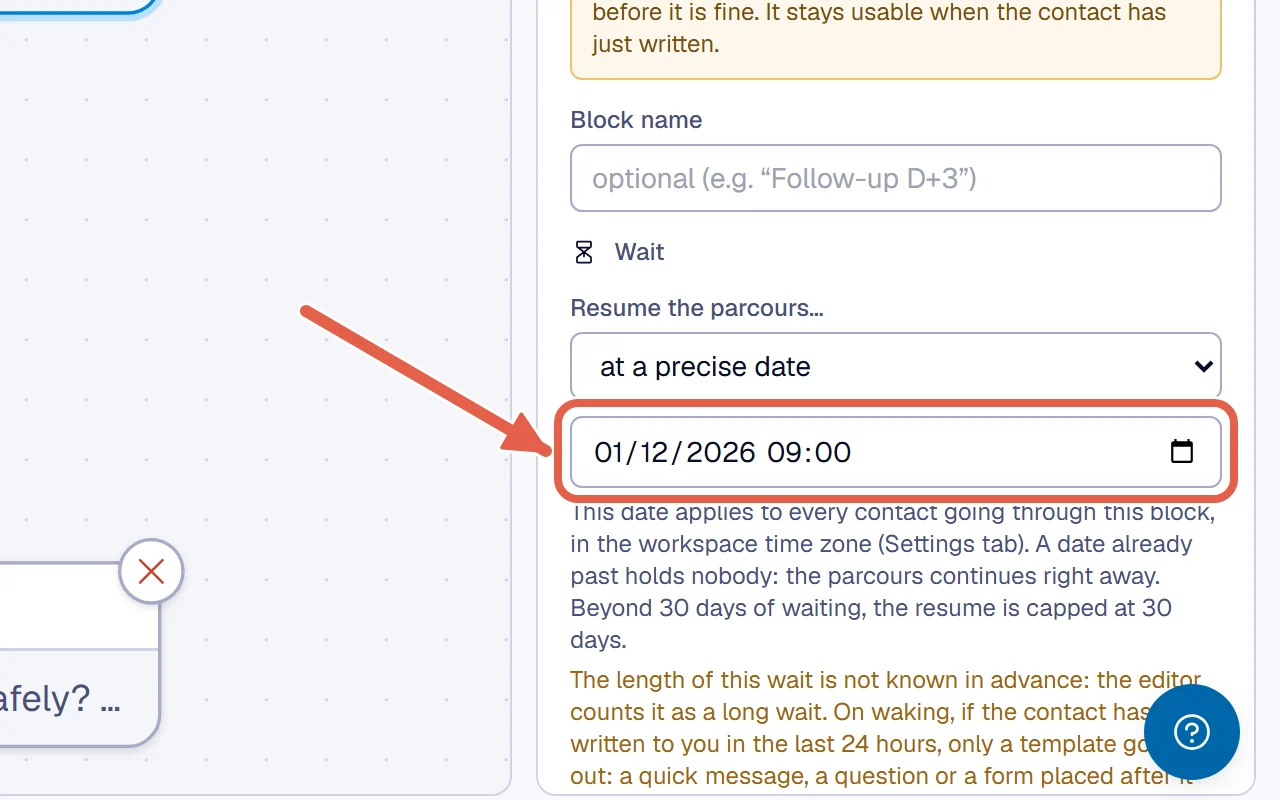 before it is fine. It stays usable when the contact has
just written.
Block name
optional (e.g. “Follow-up D+3”)
Wait
Resume the parcours...
at a precise date
01/12/2026 09:00
This date applies to every contact going through this block,
in the workspace time zone (Settings tab). A date already
past holds nobody: the parcours continues right away.
Beyond 30 days of waiting, the resume is capped at 30
days.
The length of this wait is not known in advance: the editor
counts it as a long wait. On waking, if the contact has
written to you in the last 24 hours, only a template
out: a quick message, a question or a form placed after it
afely? ...